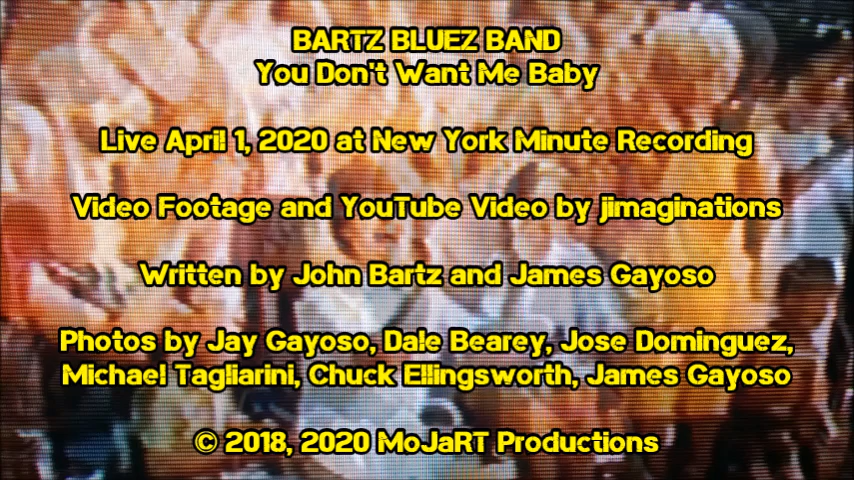 BARTZ BLUEZ BAND
You Don't Want Me Baby
Live April 1, 2020 at New York Minute Recording
Video Footage and YouTube Video by jimaginations
Written by John Bartz and James Gayoso
Photos by Jay Gayoso, Dale Bearey, Jose Dominguez,
Michael Tagliarini, Chuck Ellingsworth, James Gayoso
© 2018, 2020 MoJaRT Productions